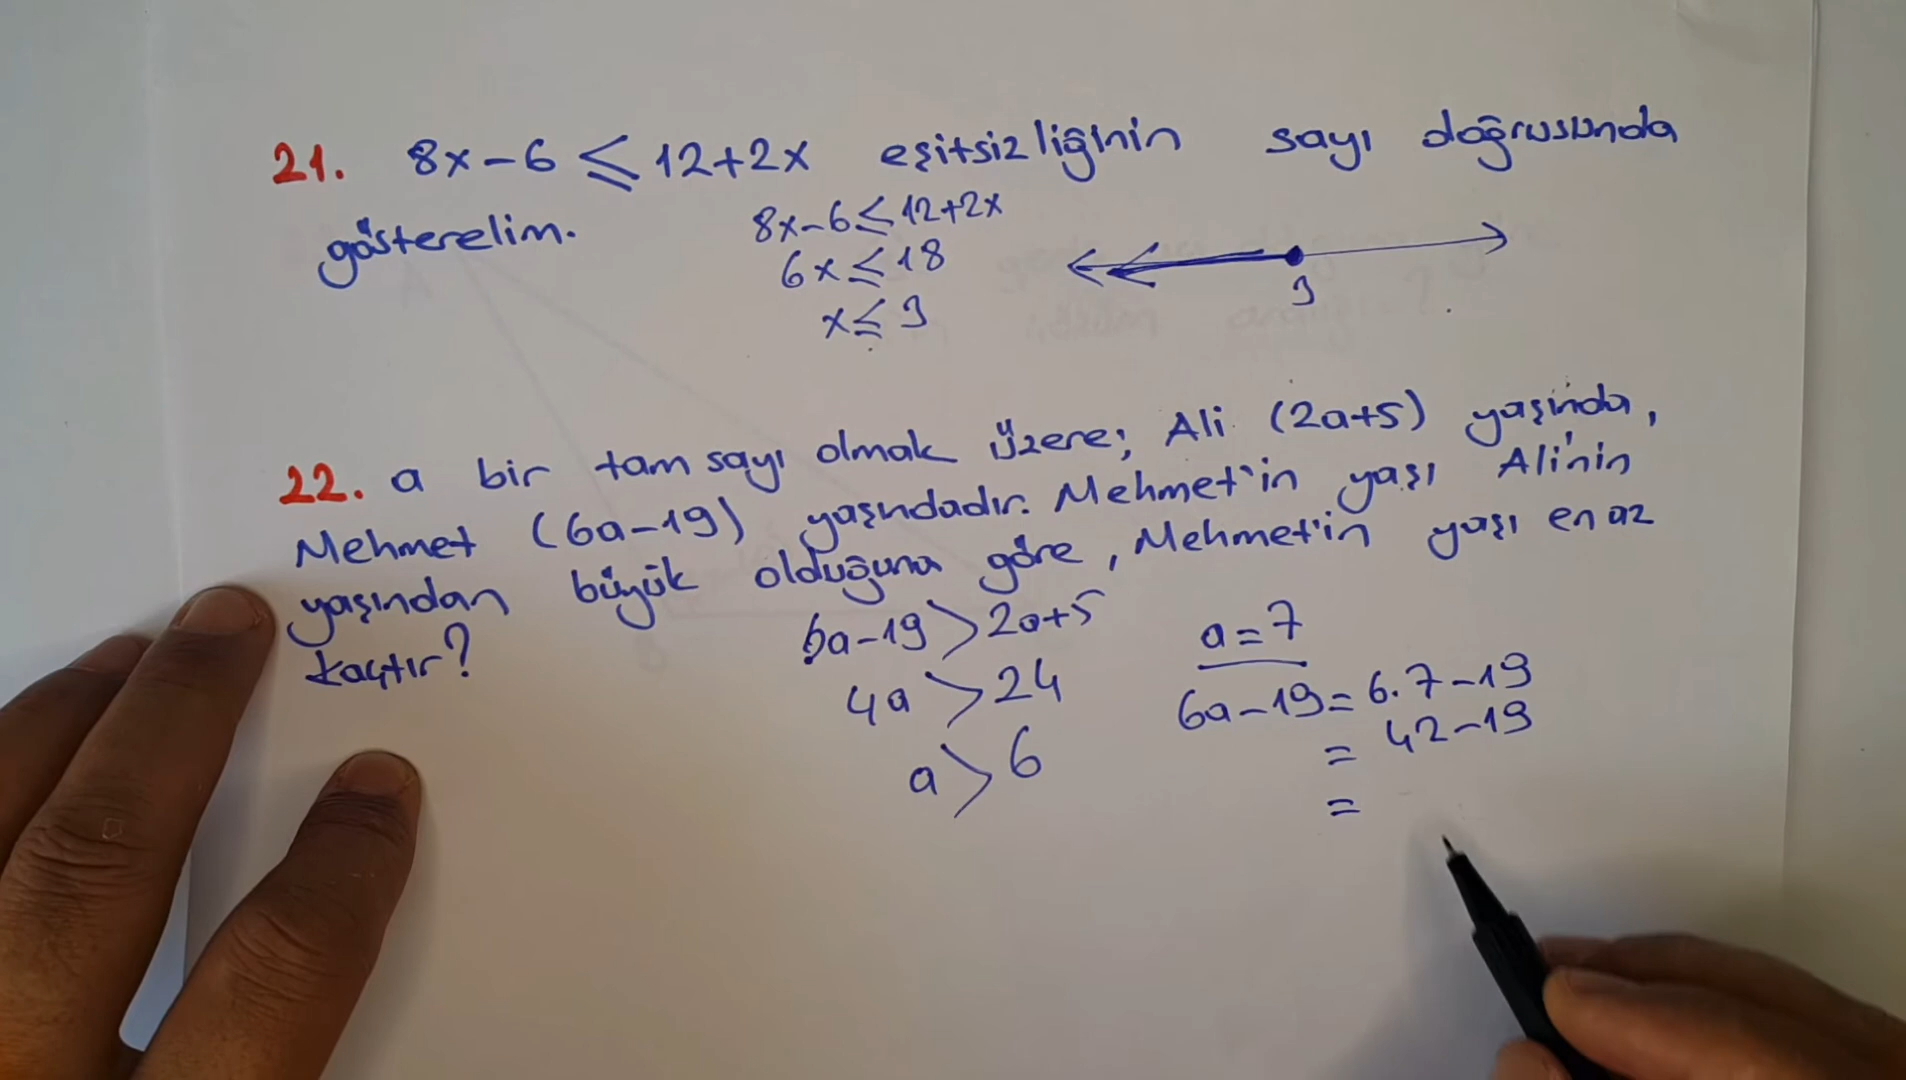 21. 8x-6 ≤ 12+2x eşitsizliğinin sayı doğrusunda
gösterelim.
8x-6 ≤ 12+2x
6x ≤ 18
x ≤ 3
3
22. a bir tam sayı olmak üzere; Ali (2a+5) yaşında,
Mehmet (6a-19) yaşındadır. Mehmet'in yaşı Ali'nin
yaşından büyük olduğuna göre, Mehmet'in yaşı en az
kaçtır?
6a-19 > 2a+5
4a > 24
a > 6
a = 7
6a-19 = 6.7-19
= 42-19
=